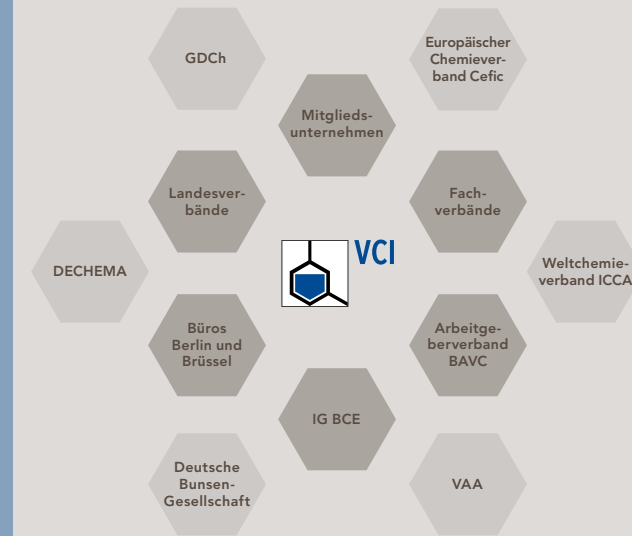 GDCh
Europäischer
Chemiever-
band Cefic
Mitglieds-
unternehmen
Landesver-
bände
Fach-
verbände
VCI
DECHEMA
Weltchemie-
verband ICCA
Büros
Berlin und
Brüssel
Arbeitge-
berverband
BAVC
IG BCE
Deutsche
Bunsen-
Gesellschaft
VAA